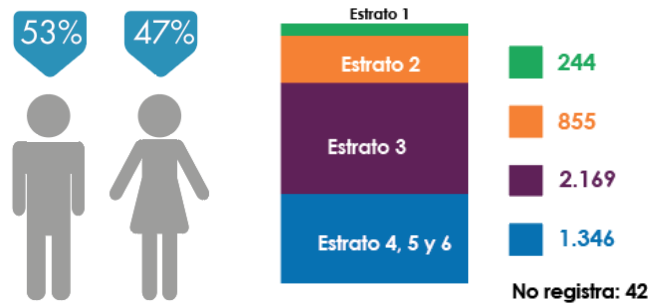 53% 47%
Estrato 1
Estrato 2
Estrato 3
Estrato 4, 5 y 6
244
855
2.169
1.346
No registra: 42